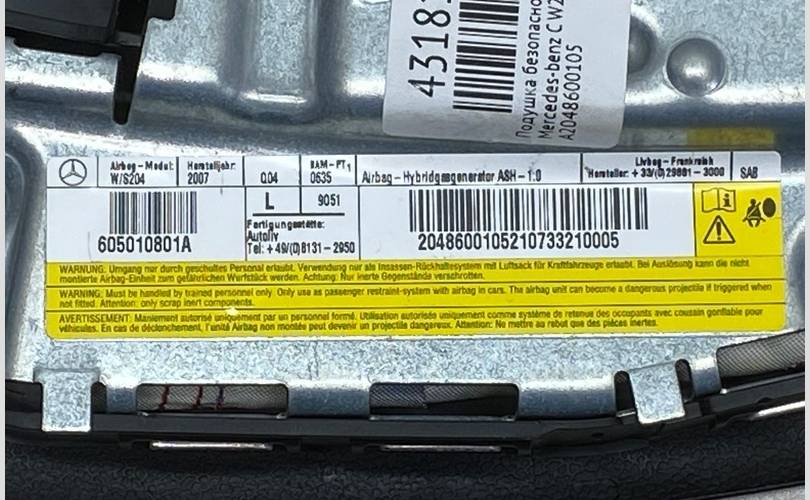 4318
Подушка безопасно
Mercedes-benz C W2
A2048600105
Airbag-Modul:
W/S204
Herstelljahr:
2007
Q.04
BAM-PT1
0635
Airbag-Hybridgasgenerator ASH-1.0
Livbag-Frankreich
Hersteller: +33/(0)29801-3000
SAB
605010801A
L
9051
Fertigungsstätte:
Autoliv
Tel: +49/(0)8131-2950
2048600105210733210005
WARNUNG: Umgang nur durch geschultes Personal erlaubt. Verwendung nur als Insassen-Rückhaltesystem mit Luftsack für Kraftfahrzeuge erlaubt. Bei Auslösung kann die nicht
montierte Airbag-Einheit zum gefährlichen Wurfstück werden. Achtung: Nur inerte Gegenstände verschrotten.
WARNING: Must be handled by trained personnel only. Only use as passenger restraint-system with airbag in cars. The airbag unit can become a dangerous projectile if triggered when
not fitted. Attention: only scrap inert components.
AVERTISSEMENT: Maniement autorisé uniquement par un personnel formé. Utilisation autorisés uniquement comme système de retenue des occupants avec coussin gonflable pour
véhicules. En cas de déclenchement, l'unité Airbag non montée peut devenir un projectile dangereux. Attention: Ne mettre au rebut que des pièces inertes.